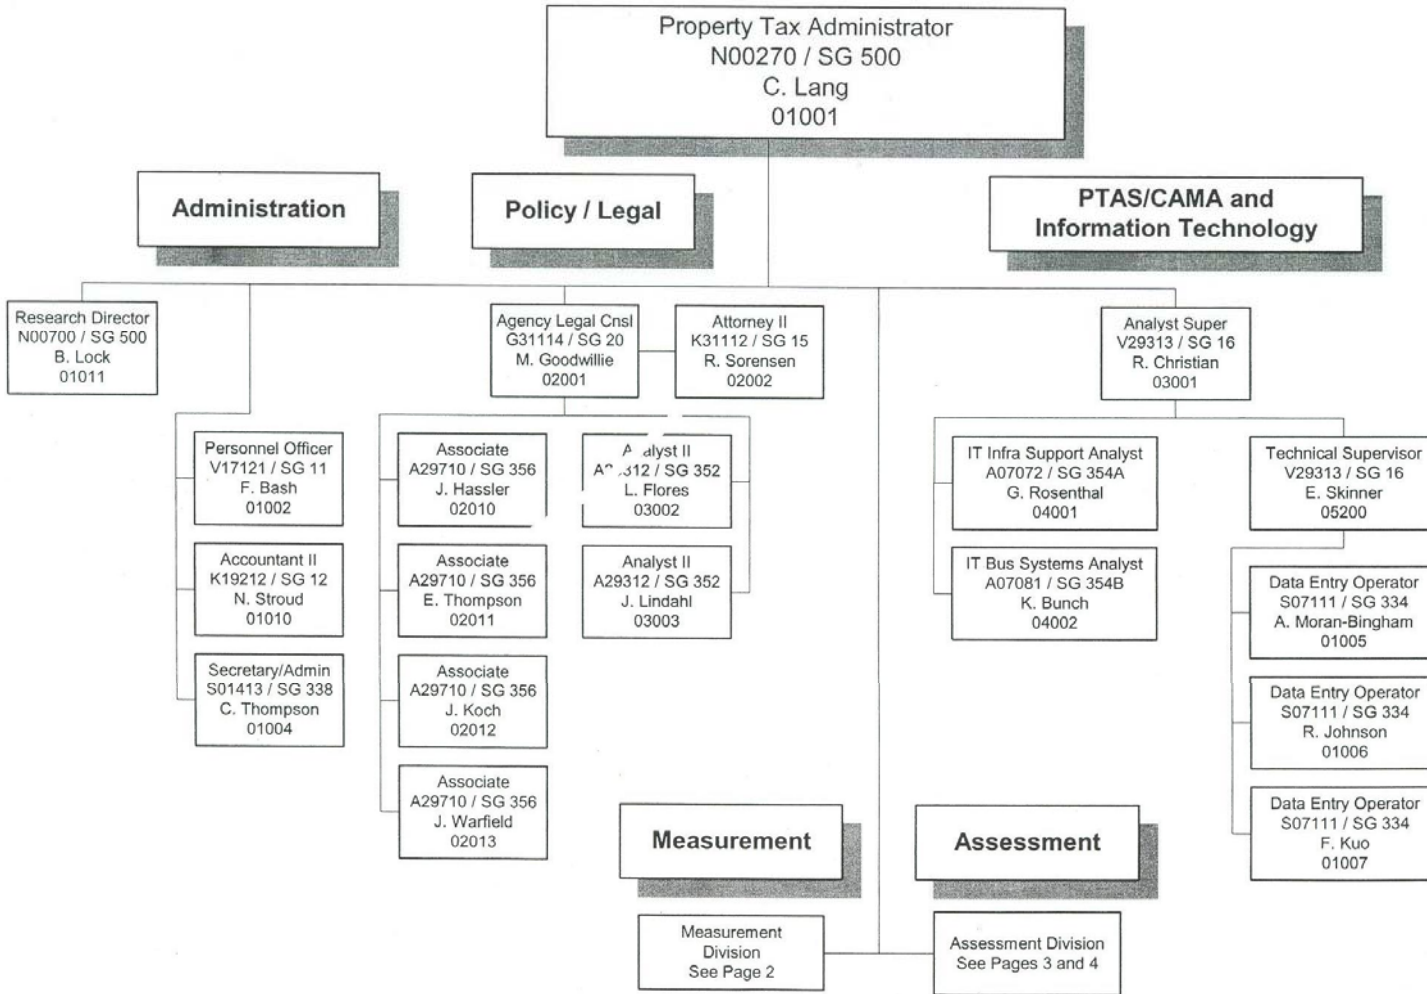 Property Tax Administrator
N00270 / SG 500
C. Lang
01001
Administration
Policy / Legal
PTAS/CAMA and
Information Technology
Research Director
N00700 / SG 500
B. Lock
01011
Agency Legal Cnsl
G31114 / SG 20
M. Goodwillie
02001
Attorney II
K31112 / SG 15
R. Sorensen
02002
Analyst Super
V29313 / SG 16
R. Christian
03001
Personnel Officer
V17121 / SG 11
F. Bash
01002
Accountant II
K19212 / SG 12
N. Stroud
01010
Secretary/Admin
S01413 / SG 338
C. Thompson
01004
Associate
A29710 / SG 356
J. Hassler
02010
Associate
A29710 / SG 356
E. Thompson
02011
Associate
A29710 / SG 356
J. Koch
02012
Associate
A29710 / SG 356
J. Warfield
02013
II
/ SG 352
L. Flores
03002
Analyst II
A29312 / SG 352
J. Lindahl
03003
IT Infra Support Analyst
A07072 / SG 354A
G. Rosenthal
04001
IT Bus Systems Analyst
A07081 / SG 354B
K. Bunch
04002
Technical Supervisor
V29313 / SG 16
E. Skinner
05200
Data Entry Operator
S07111 / SG 334
A. Moran-Bingham
01005
Data Entry Operator
S07111 / SG 334
R. Johnson
01006
Data Entry Operator
S07111 / SG 334
F. Kuo
01007
Measurement
Assessment
Measurement
Division
See Page 2
Assessment Division
See Pages 3 and 4